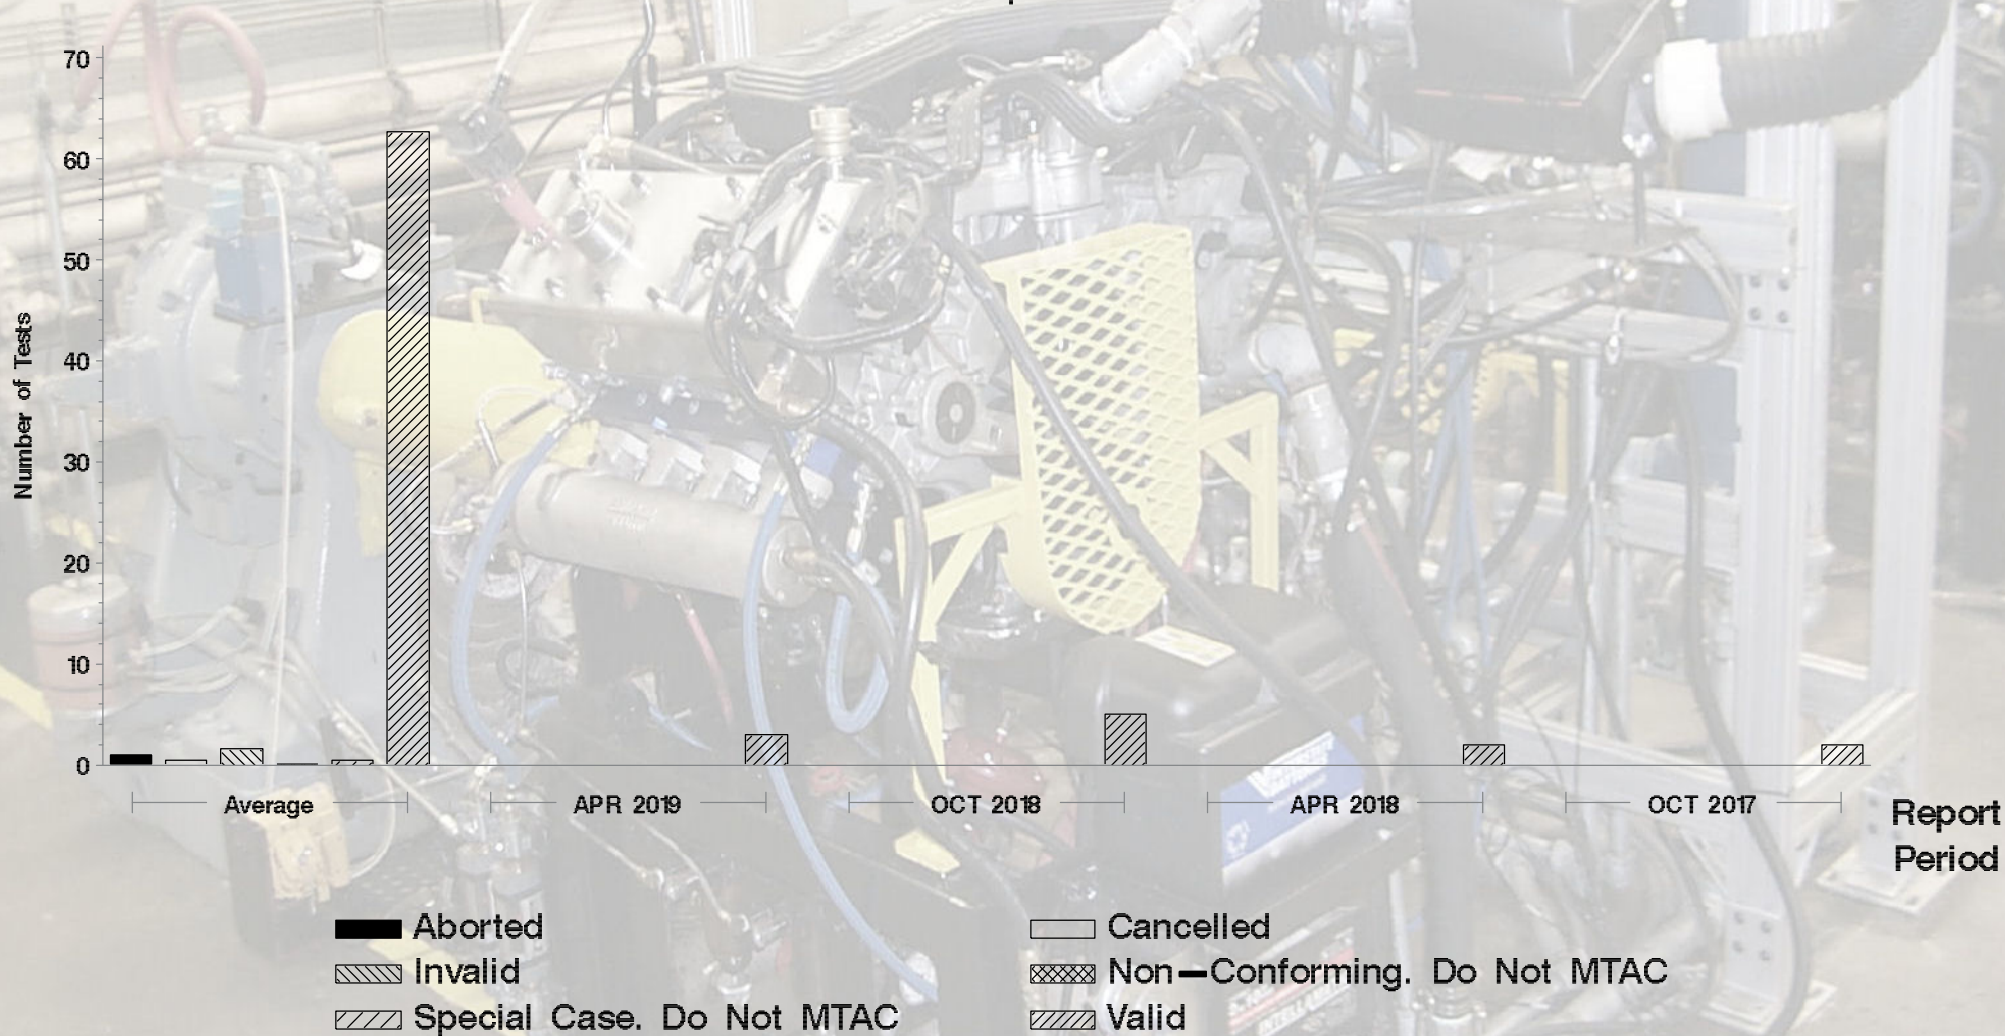 70
60
50
40
30
20
10
0
Number of Tests
Average
APR 2019
OCT 2018
APR 2018
OCT 2017
Report
Period
Aborted
Cancelled
Invalid
Non-Conforming. Do Not MTAC
Special Case. Do Not MTAC
Valid